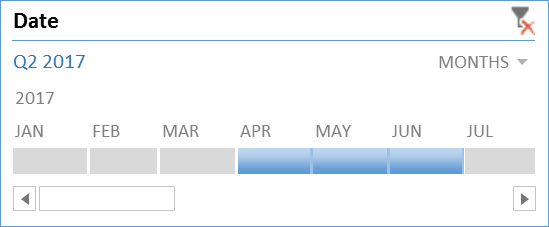 Date
Q2 2017 MONTHS
2017
JAN FEB MAR APR MAY JUN JUL